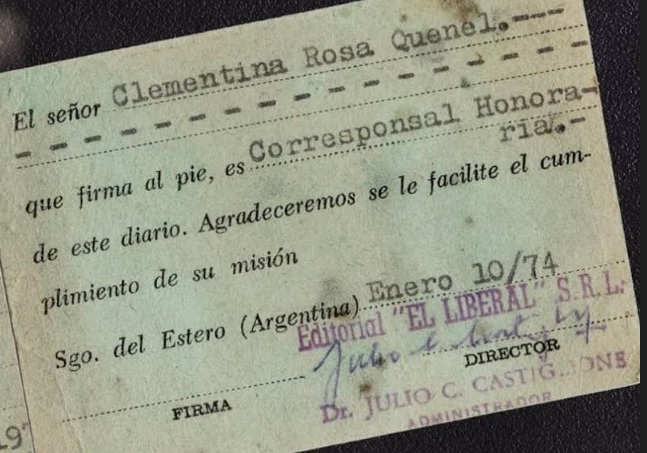 El señor Clementina Rosa Quenel.---
- - - - - - - - - - - - - - - - -
que firma al pie, es Corresponsal Honora-
ria.-
de este diario. Agradeceremos se le facilite el cum-
plimiento de su misión
Sgo. del Estero (Argentina) Enero 10/74
Editorial "EL LIBERAL" S.R.L.
DIRECTOR
FIRMA
Dr. JULIO C. CASTIG..IONE
ADMINISTRADOR
197